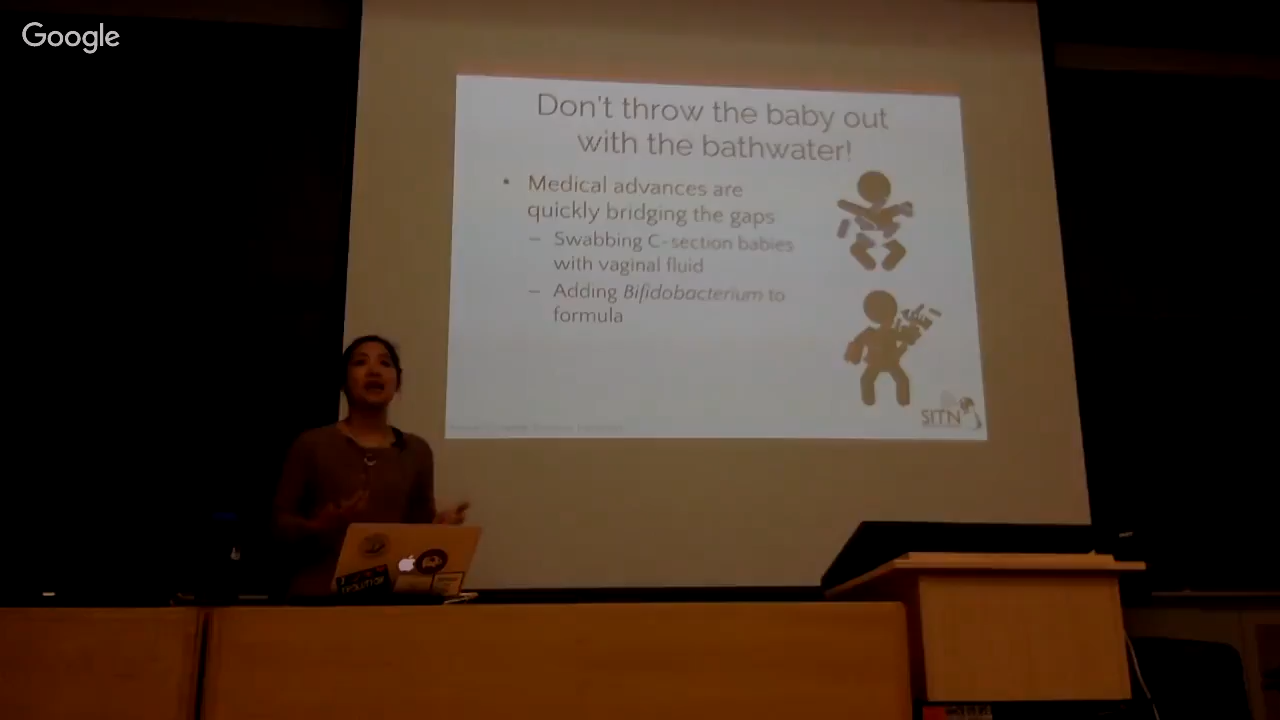 Google
Don't throw the baby out
with the bathwater!
• Medical advances are
quickly bridging the gaps
– Swabbing C-section babies
with vaginal fluid
– Adding Bifidobacterium to
formula
SITN